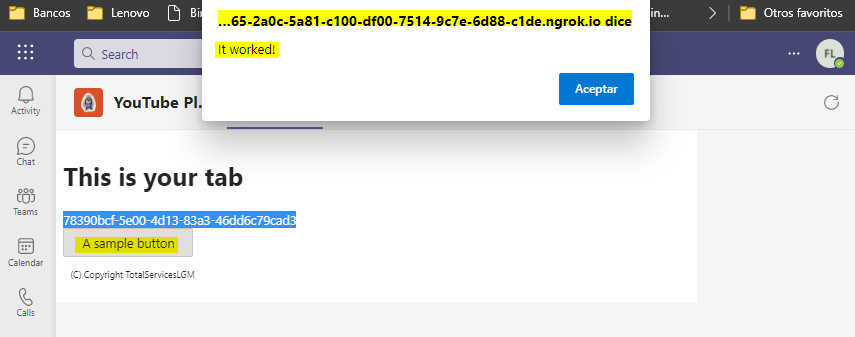 Bancos
Lenovo
Bin
in...
Otros favoritos
...65-2a0c-5a81-c100-df00-7514-9c7e-6d88-c1de.ngrok.io dice
It worked!
Aceptar
Search
FL
Activity
YouTube Pl...
Chat
This is your tab
Teams
78390bcf-5e00-4d13-83a3-46dd6c79cad3
A sample button
Calendar
(C) Copyright TotalServicesLGM
Calls